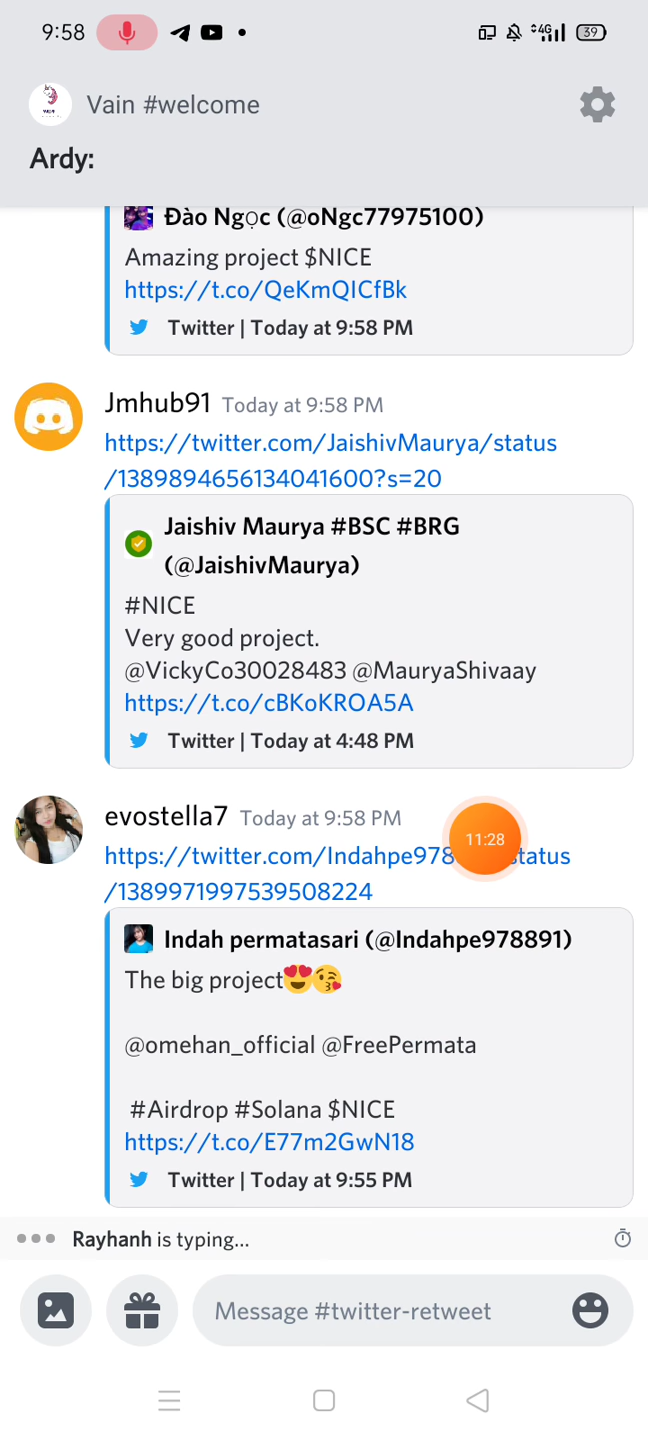 9:58
4G
39
Vain #welcome
Ardy:
Đào Ngọc (@oNgc77975100)
Amazing project $NICE
https://t.co/QeKmQICfBk
Twitter | Today at 9:58 PM
Jmhub91 Today at 9:58 PM
https://twitter.com/JaishivMaurya/status
/1389894656134041600?s=20
Jaishiv Maurya #BSC #BRG
(@JaishivMaurya)
#NICE
Very good project.
@VickyCo30028483 @MauryaShivaay
https://t.co/cBKoKROA5A
Twitter | Today at 4:48 PM
evostella7 Today at 9:58 PM
11:28
https://twitter.com/Indahpe978 tatus
/1389971997539508224
Indah permatasari (@Indahpe978891)
The big project😍😘
@omehan_official @FreePermata
#Airdrop #Solana $NICE
https://t.co/E77m2GwN18
Twitter | Today at 9:55 PM
Rayhanh is typing...
Message #twitter-retweet